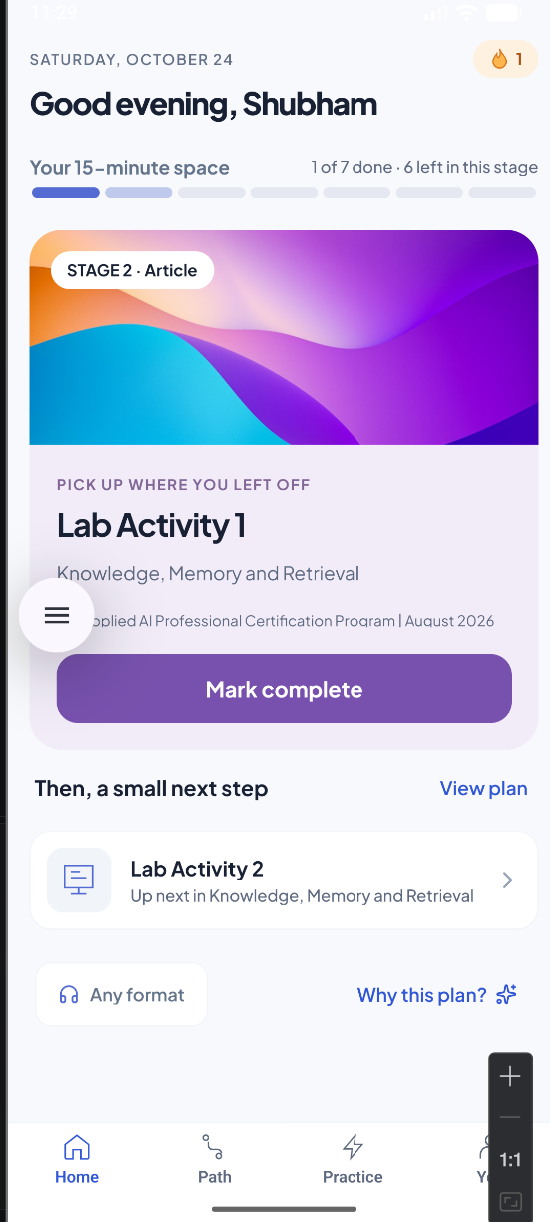 11:29
SATURDAY, OCTOBER 24
1
Good evening, Shubham
Your 15-minute space
1 of 7 done · 6 left in this stage
STAGE 2 · Article
PICK UP WHERE YOU LEFT OFF
Lab Activity 1
Knowledge, Memory and Retrieval
AI Professional Certification Program | August 2026
Mark complete
Then, a small next step
View plan
Lab Activity 2
Up next in Knowledge, Memory and Retrieval
Any format
Why this plan?
Home
Path
Practice
1:1